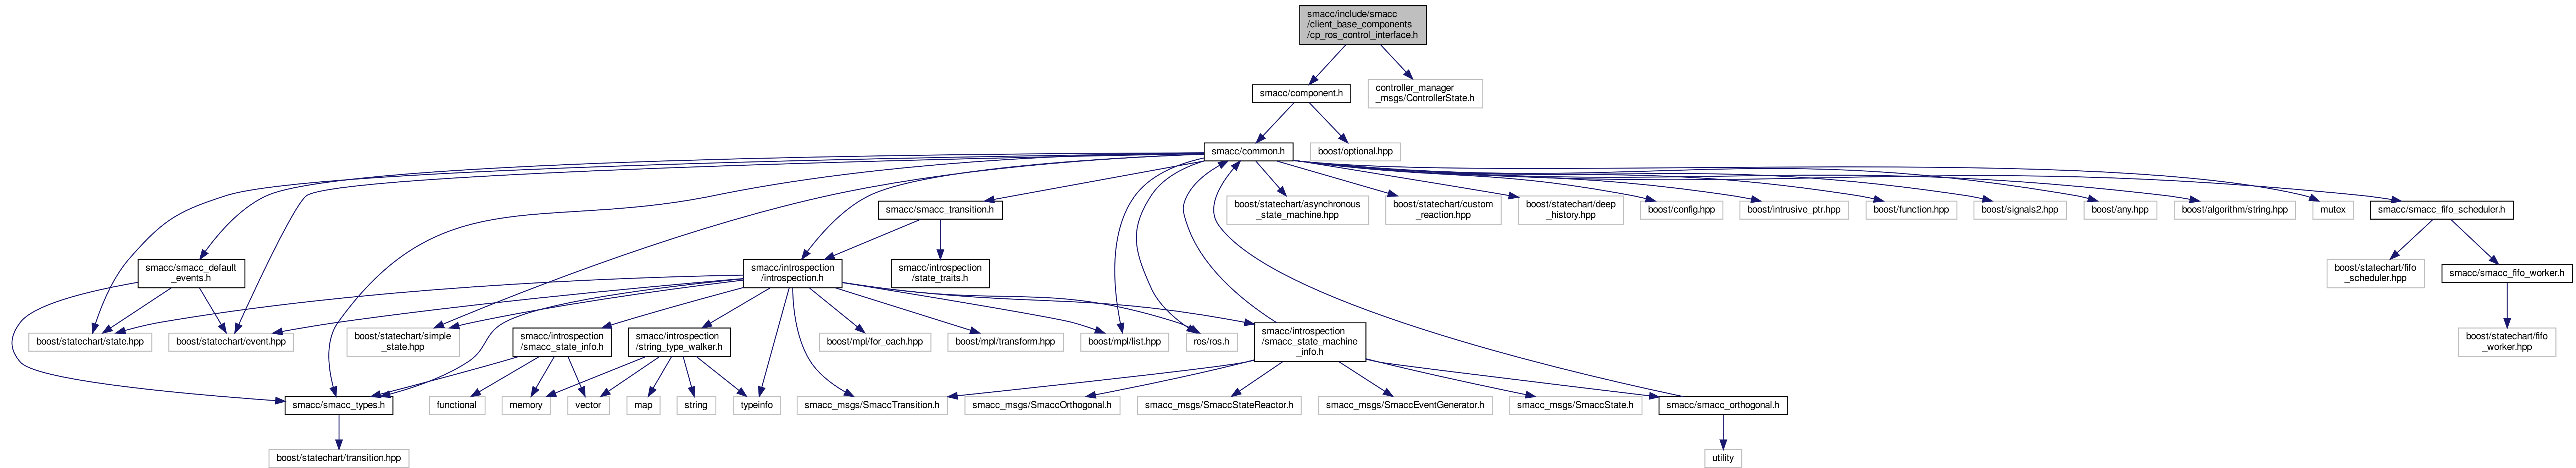 smacc/include/smacc
/client_base_components
/cp_ros_control_interface.h
smacc/component.h
controller_manager
_msgs/ControllerState.h
smacc/common.h
boost/optional.hpp
smacc/smacc_transition.h
boost/statechart/asynchronous
_state_machine.hpp
boost/statechart/custom
_reaction.hpp
boost/statechart/deep
_history.hpp
boost/config.hpp
boost/intrusive_ptr.hpp
boost/function.hpp
boost/signals2.hpp
boost/any.hpp
boost/algorithm/string.hpp
mutex
smacc/smacc_fifo_scheduler.h
smacc/smacc_default
_events.h
smacc/introspection
/introspection.h
smacc/introspection
/state_traits.h
boost/statechart/fifo
_scheduler.hpp
smacc/smacc_fifo_worker.h
boost/statechart/state.hpp
boost/statechart/event.hpp
boost/statechart/simple
_state.hpp
smacc/introspection
/smacc_state_info.h
smacc/introspection
/string_type_walker.h
boost/mpl/for_each.hpp
boost/mpl/transform.hpp
boost/mpl/list.hpp
ros/ros.h
smacc/introspection
/smacc_state_machine
_info.h
boost/statechart/fifo
_worker.hpp
smacc/smacc_types.h
functional
memory
vector
map
string
typeinfo
smacc_msgs/SmaccTransition.h
smacc_msgs/SmaccOrthogonal.h
smacc_msgs/SmaccStateReactor.h
smacc_msgs/SmaccEventGenerator.h
smacc_msgs/SmaccState.h
smacc/smacc_orthogonal.h
boost/statechart/transition.hpp
utility